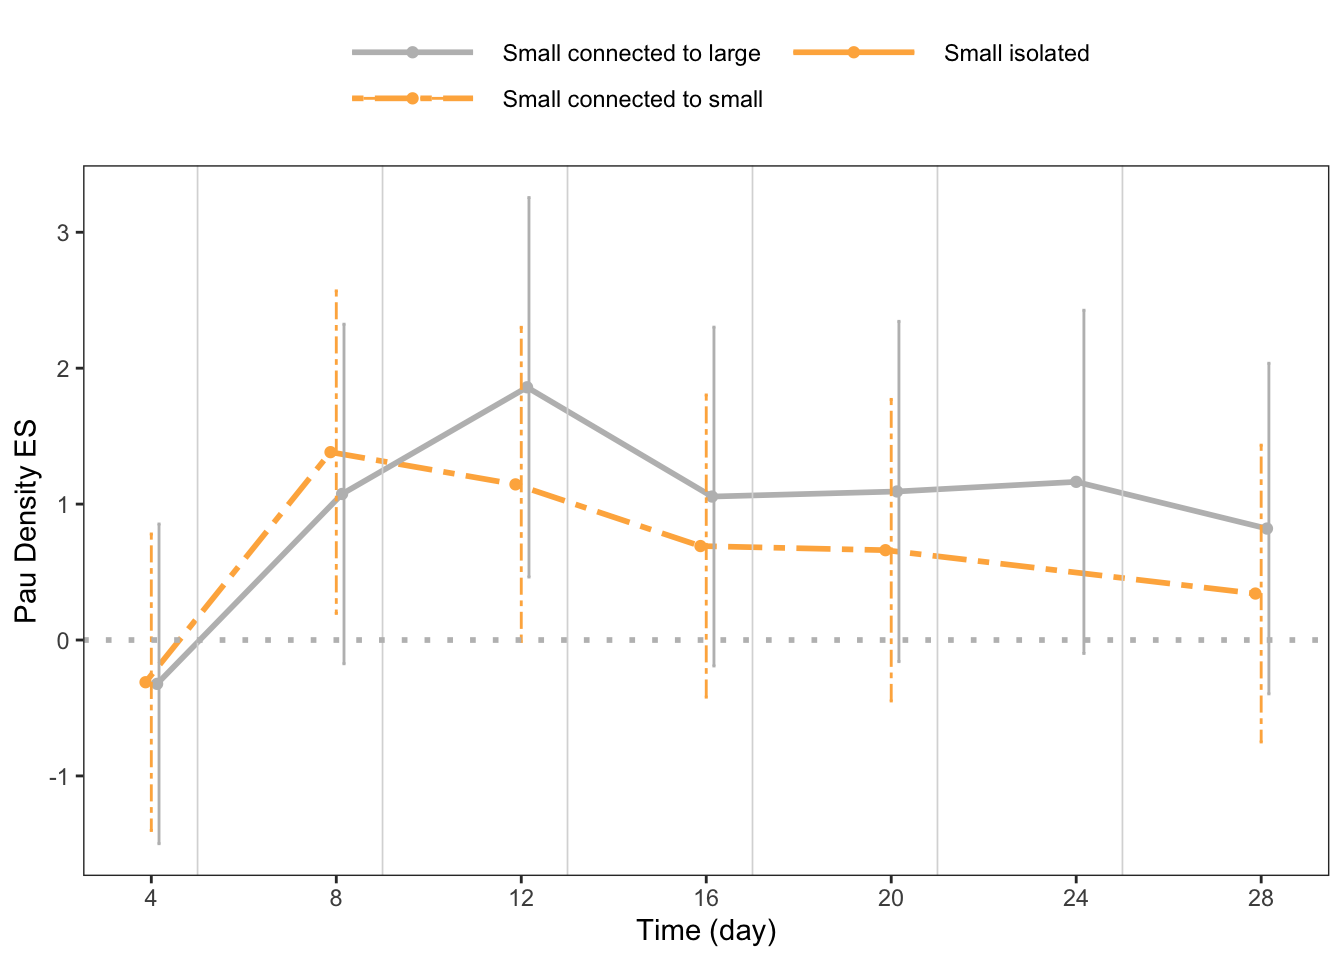 Small connected to large Small isolated
Small connected to small
3
2
1
0
-1
Pau Density ES
4 8 12 16 20 24 28
Time (day)